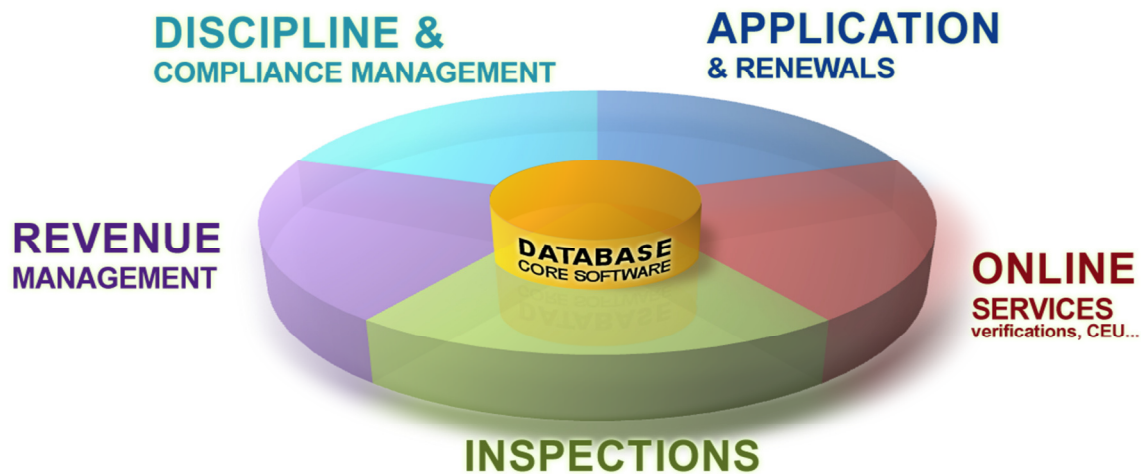 DISCIPLINE &
COMPLIANCE MANAGEMENT
APPLICATION
& RENEWALS
REVENUE
MANAGEMENT
DATABASE
CORE SOFTWARE
ONLINE
SERVICES
verifications, CEU...
INSPECTIONS